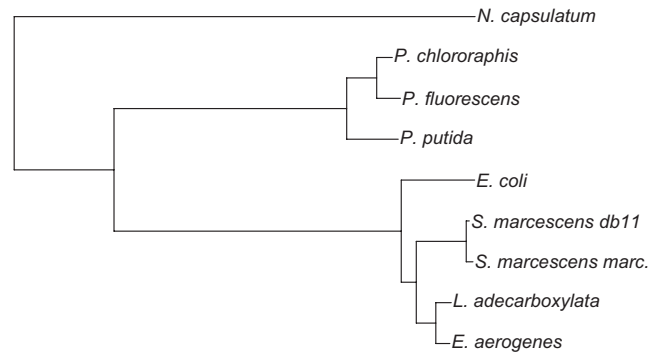 N. capsulatum
P. chlororaphis
P. fluorescens
P. putida
E. coli
S. marcescens db11
S. marcescens marc.
L. adecarboxylata
E. aerogenes